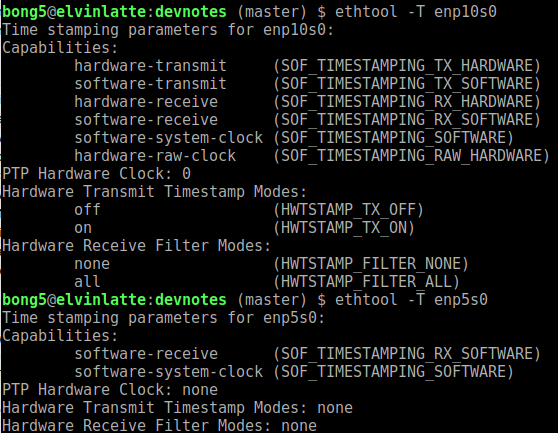 bong5@elvinlatte:devnotes (master) $ ethtool -T enp10s0
Time stamping parameters for enp10s0:
Capabilities:
        hardware-transmit     (SOF_TIMESTAMPING_TX_HARDWARE)
        software-transmit     (SOF_TIMESTAMPING_TX_SOFTWARE)
        hardware-receive      (SOF_TIMESTAMPING_RX_HARDWARE)
        software-receive      (SOF_TIMESTAMPING_RX_SOFTWARE)
        software-system-clock (SOF_TIMESTAMPING_SOFTWARE)
        hardware-raw-clock    (SOF_TIMESTAMPING_RAW_HARDWARE)
PTP Hardware Clock: 0
Hardware Transmit Timestamp Modes:
        off                   (HWTSTAMP_TX_OFF)
        on                    (HWTSTAMP_TX_ON)
Hardware Receive Filter Modes:
        none                  (HWTSTAMP_FILTER_NONE)
        all                   (HWTSTAMP_FILTER_ALL)
bong5@elvinlatte:devnotes (master) $ ethtool -T enp5s0
Time stamping parameters for enp5s0:
Capabilities:
        software-receive      (SOF_TIMESTAMPING_RX_SOFTWARE)
        software-system-clock (SOF_TIMESTAMPING_SOFTWARE)
PTP Hardware Clock: none
Hardware Transmit Timestamp Modes: none
Hardware Receive Filter Modes: none